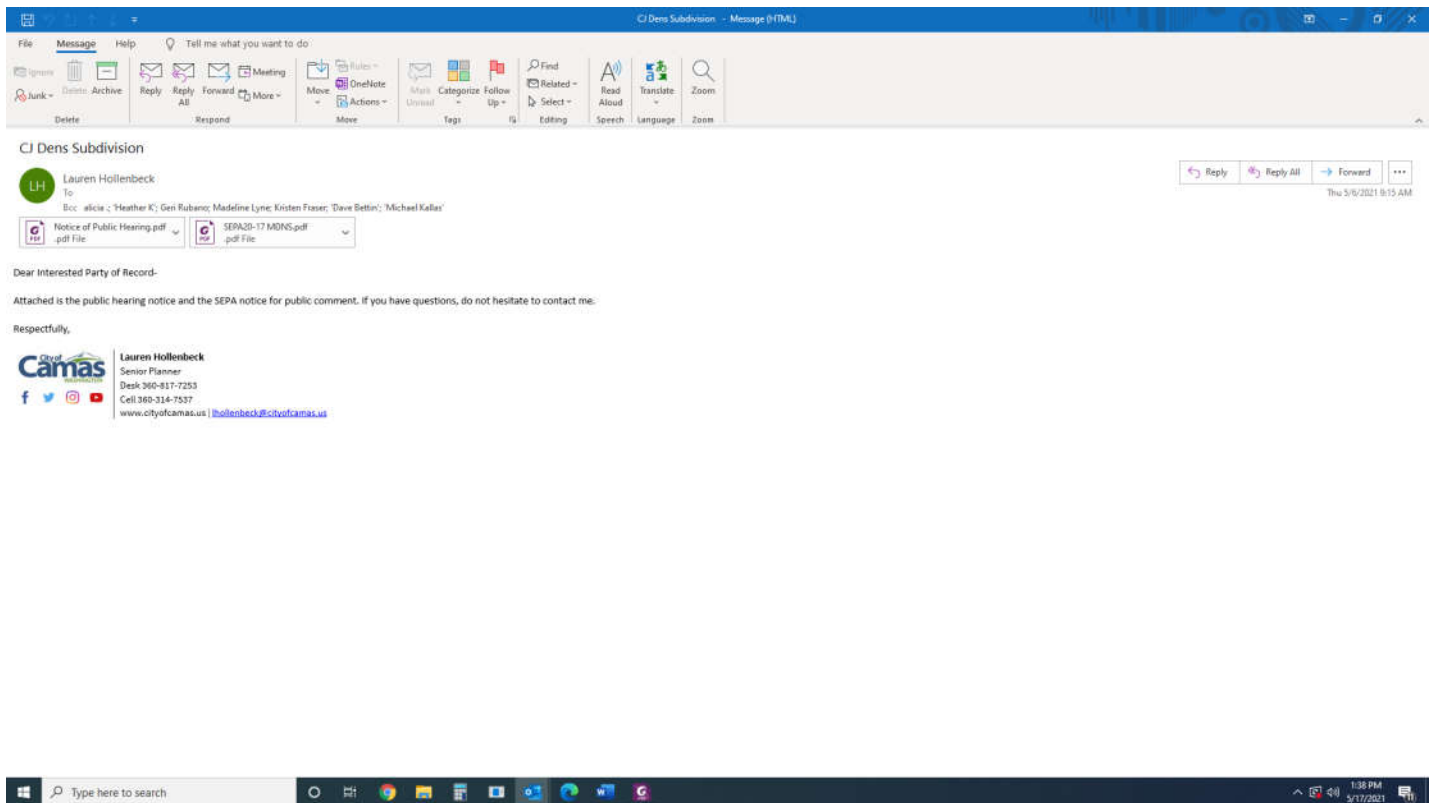 CJ Dens Subdivision - Message (HTML)
File Message Help Tell me what you want to do
Ignore
Junk
Delete
Archive
Reply
Reply All
Forward
Meeting
More
Move
Rules
OneNote
Actions
Mark Unread
Categorize
Follow Up
Find
Related
Select
Read Aloud
Translate
Zoom
Delete Respond Move Tags Editing Speech Language Zoom
CJ Dens Subdivision
LH
Lauren Hollenbeck
To
Bcc alicia .; 'Heather K'; Geri Rubano; Madeline Lyne; Kristen Fraser; 'Dave Bettin'; 'Michael Kallas'
Reply Reply All Forward ...
Thu 5/6/2021 9:15 AM
Notice of Public Hearing.pdf
.pdf File
SEPA20-17 MDNS.pdf
.pdf File
Dear Interested Party of Record-
Attached is the public hearing notice and the SEPA notice for public comment. If you have questions, do not hesitate to contact me.
Respectfully,
City of
Camas
WASHINGTON
Lauren Hollenbeck
Senior Planner
Desk 360-817-7253
Cell 360-314-7537
www.cityofcamas.us | lhollenbeck@cityofcamas.us
Type here to search
1:38 PM
5/17/2021